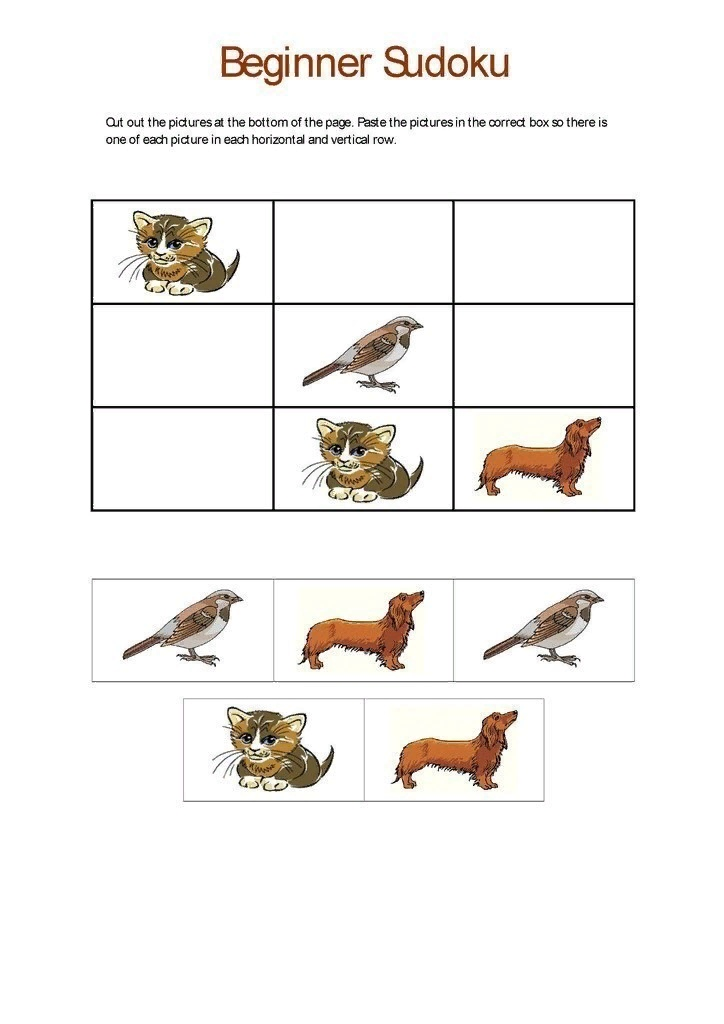 Beginner Sudoku
Cut out the pictures at the bottom of the page. Paste the pictures in the correct box so there is
one of each picture in each horizontal and vertical row.